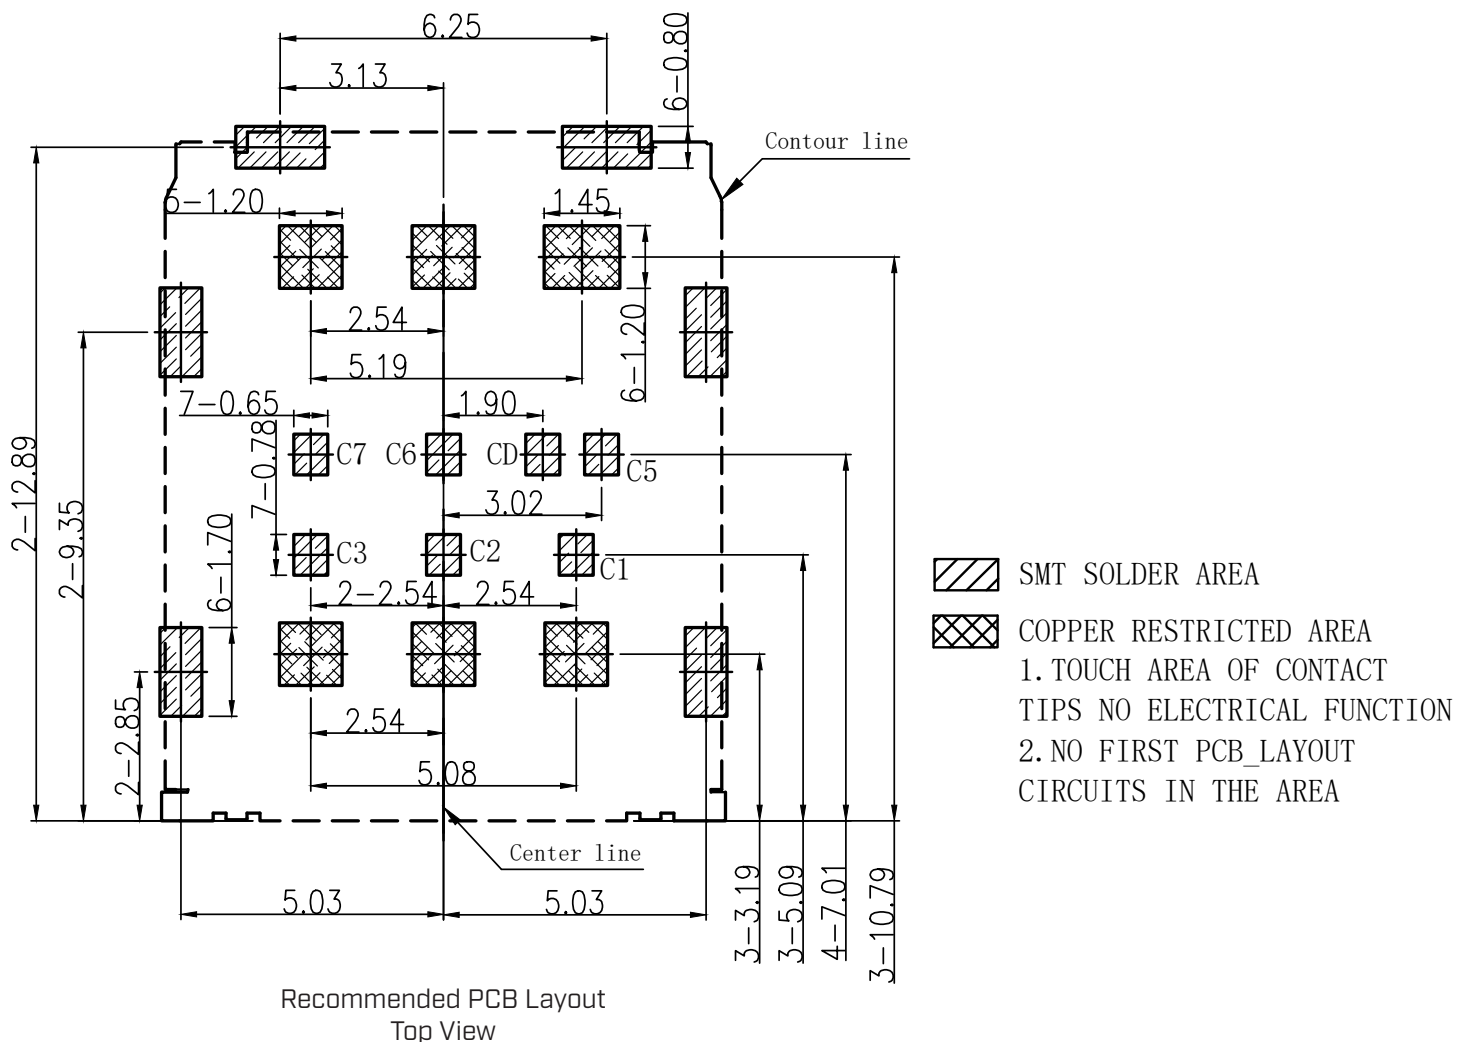 6.25
3.13
6-0.80
Contour line
5-1.20
1.45
2.54
5.19
6-1.20
7-0.65
1.90
7-0.78
C7
C6
CD
C5
3.02
2-12.89
2-9.35
C3
C2
C1
6-1.70
2-2.54
2.54
2-2.85
2.54
5.08
Center line
5.03
5.03
3-3.19
3-5.09
4-7.01
3-10.79
SMT SOLDER AREA
COPPER RESTRICTED AREA
1. TOUCH AREA OF CONTACT
TIPS NO ELECTRICAL FUNCTION
2. NO FIRST PCB_LAYOUT
CIRCUITS IN THE AREA
Recommended PCB Layout
Top View